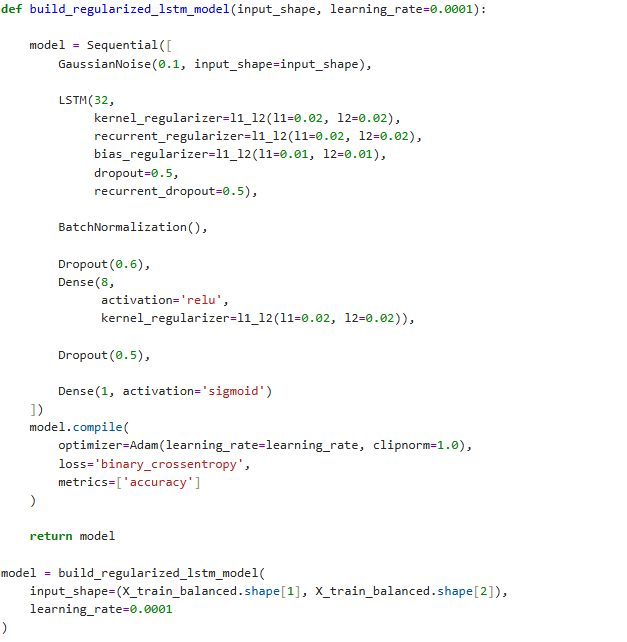 def build_regularized_lstm_model(input_shape, learning_rate=0.0001):
    model = Sequential([
        GaussianNoise(0.1, input_shape=input_shape),
        LSTM(32,
             kernel_regularizer=l1_l2(l1=0.02, l2=0.02),
             recurrent_regularizer=l1_l2(l1=0.02, l2=0.02),
             bias_regularizer=l1_l2(l1=0.01, l2=0.01),
             dropout=0.5,
             recurrent_dropout=0.5),
        BatchNormalization(),
        Dropout(0.6),
        Dense(8,
              activation='relu',
              kernel_regularizer=l1_l2(l1=0.02, l2=0.02)),
        Dropout(0.5),
        Dense(1, activation='sigmoid')
    ])
    model.compile(
        optimizer=Adam(learning_rate=learning_rate, clipnorm=1.0),
        loss='binary_crossentropy',
        metrics=['accuracy']
    )
    return model
model = build_regularized_lstm_model(
    input_shape=(X_train_balanced.shape[1], X_train_balanced.shape[2]),
    learning_rate=0.0001
)